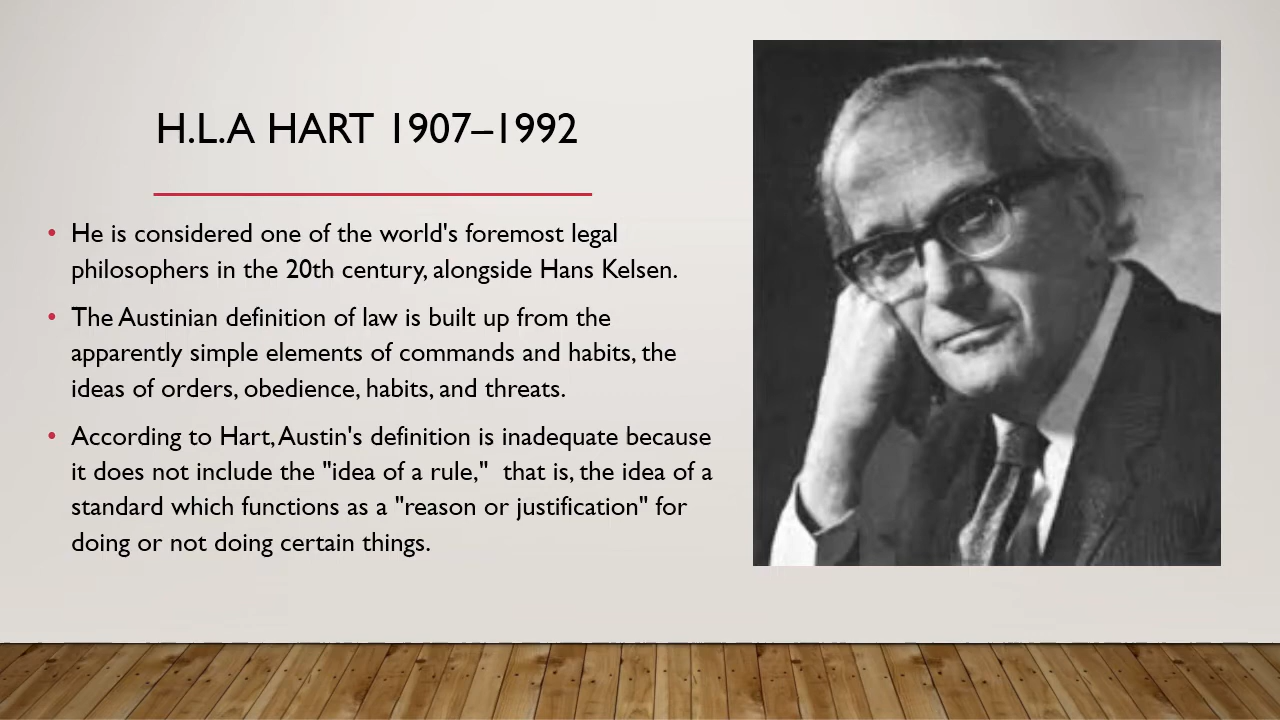 H.L.A HART 1907–1992
• He is considered one of the world's foremost legal
philosophers in the 20th century, alongside Hans Kelsen.
• The Austinian definition of law is built up from the
apparently simple elements of commands and habits, the
ideas of orders, obedience, habits, and threats.
• According to Hart, Austin's definition is inadequate because
it does not include the "idea of a rule,"  that is, the idea of a
standard which functions as a "reason or justification" for
doing or not doing certain things.